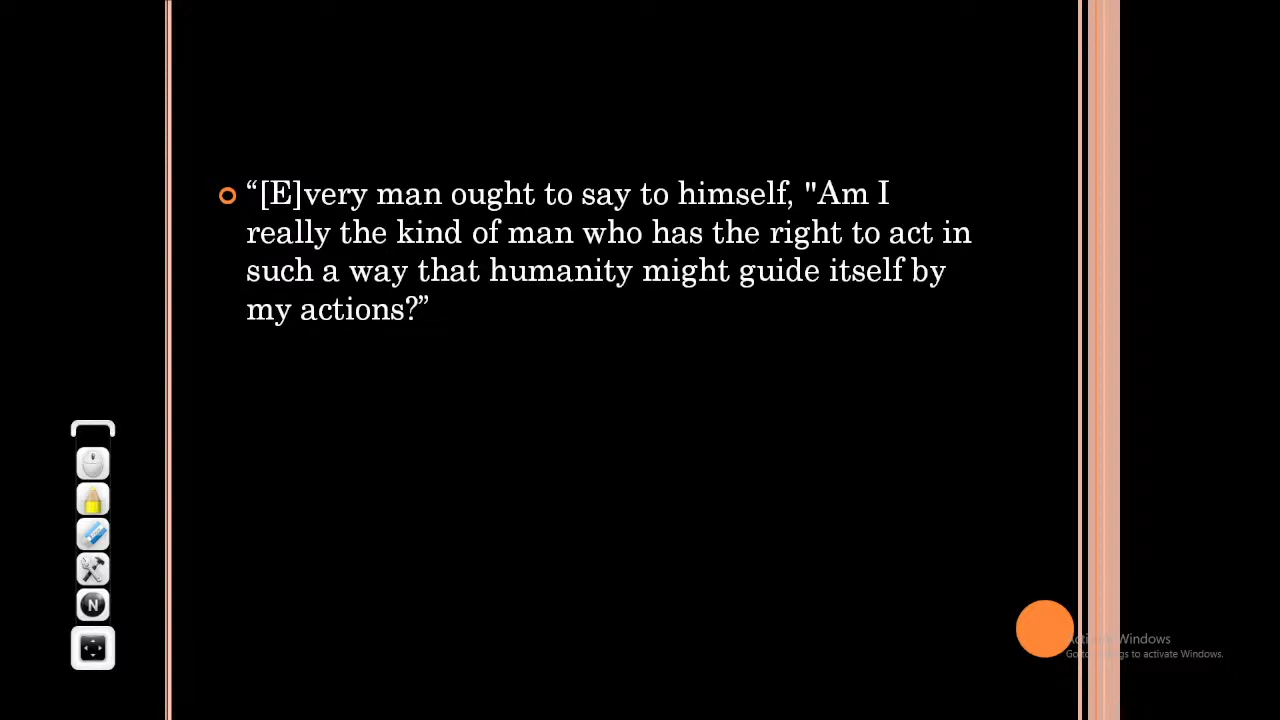 “[E]very man ought to say to himself, "Am I
really the kind of man who has the right to act in
such a way that humanity might guide itself by
my actions?”
N
Windows
to activate Windows.